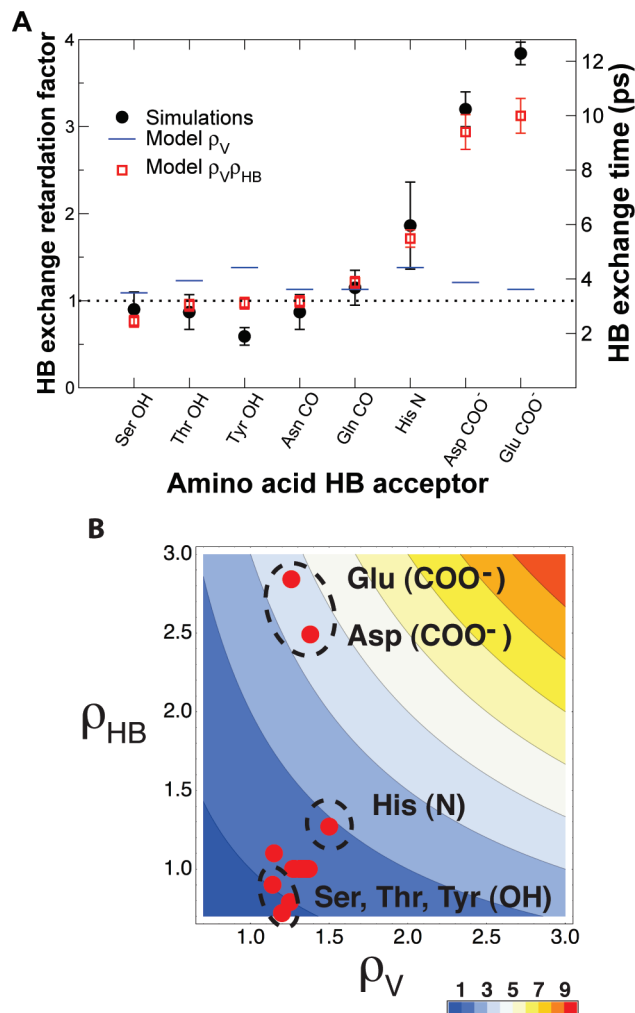 A
HB exchange retardation factor
4
3
2
1
0
Simulations
Model ρV
Model ρVρHB
12
10
8
6
4
2
HB exchange time (ps)
Ser OH
Thr OH
Tyr OH
Asn CO
Gln CO
His N
Asp COO-
Glu COO-
Amino acid HB acceptor
B
3.0
2.5
2.0
1.5
1.0
ρHB
Glu (COO-)
Asp (COO-)
His (N)
Ser, Thr, Tyr (OH)
1.0 1.5 2.0 2.5 3.0
ρV
1 3 5 7 9